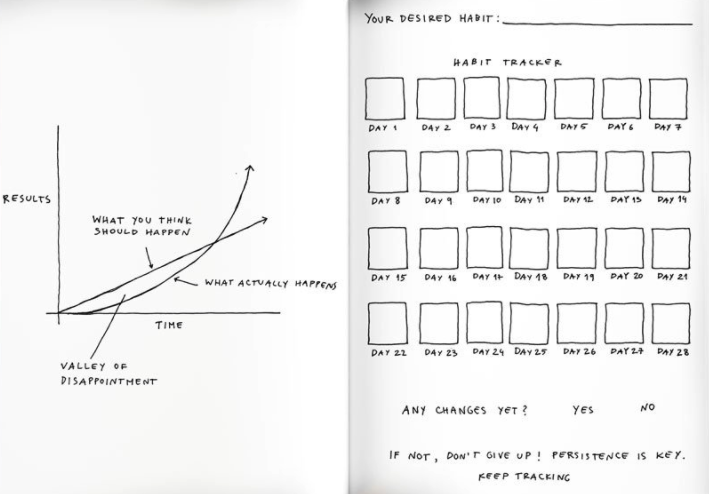 RESULTS
WHAT YOU THINK
SHOULD HAPPEN
WHAT ACTUALLY HAPPENS
TIME
VALLEY OF
DISAPPOINTMENT
YOUR DESIRED HABIT:
HABIT TRACKER
DAY 1 DAY 2 DAY 3 DAY 4 DAY 5 DAY 6 DAY 7
DAY 8 DAY 9 DAY 10 DAY 11 DAY 12 DAY 13 DAY 14
DAY 15 DAY 16 DAY 17 DAY 18 DAY 19 DAY 20 DAY 21
DAY 22 DAY 23 DAY 24 DAY 25 DAY 26 DAY 27 DAY 28
ANY CHANGES YET? YES NO
IF NOT, DON'T GIVE UP! PERSISTENCE IS KEY.
KEEP TRACKING